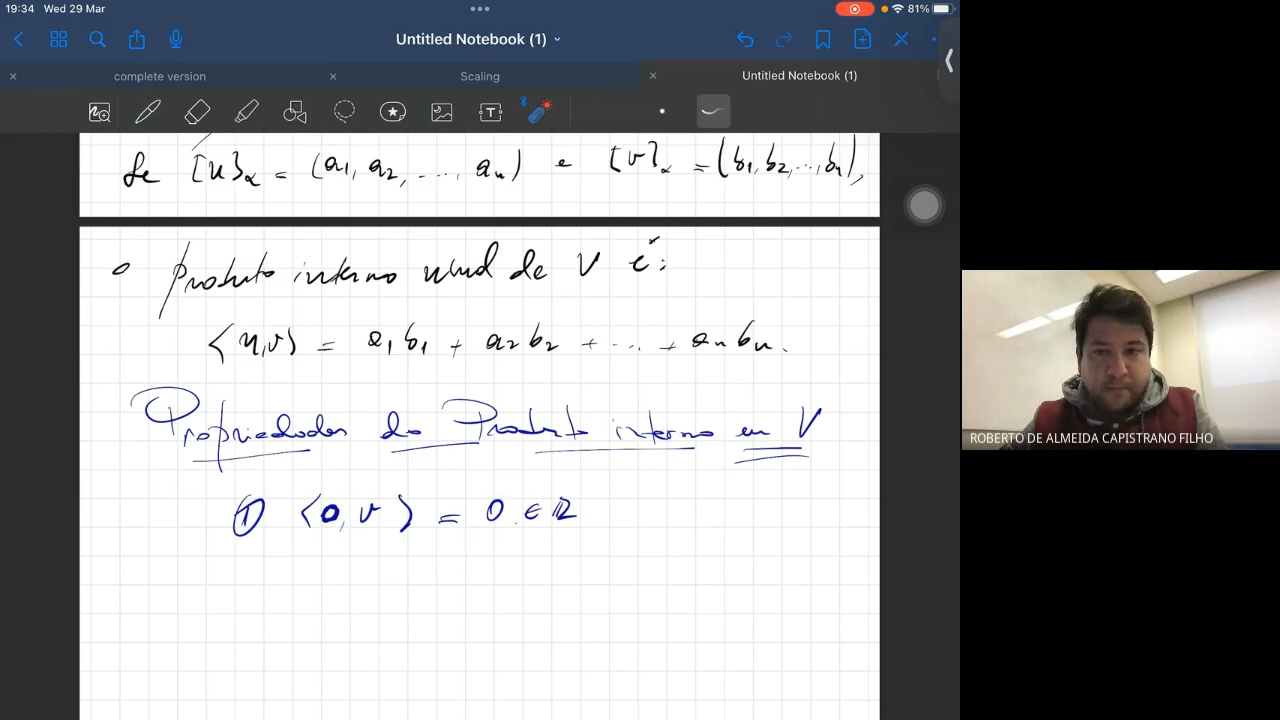 19:34 Wed 29 Mar
81%
Untitled Notebook (1)
complete version
Scaling
Untitled Notebook (1)
Se [u]α = (a1, a2, ..., an) e [v]α = (b1, b2, ..., bn),
o produto interno usual de V é:
⟨u,v⟩ = a1b1 + a2b2 + ... + anbn.
Propriedades do Produto interno em V
① ⟨0,v⟩ = 0 ∈ ℝ
ROBERTO DE ALMEIDA CAPISTRANO FILHO